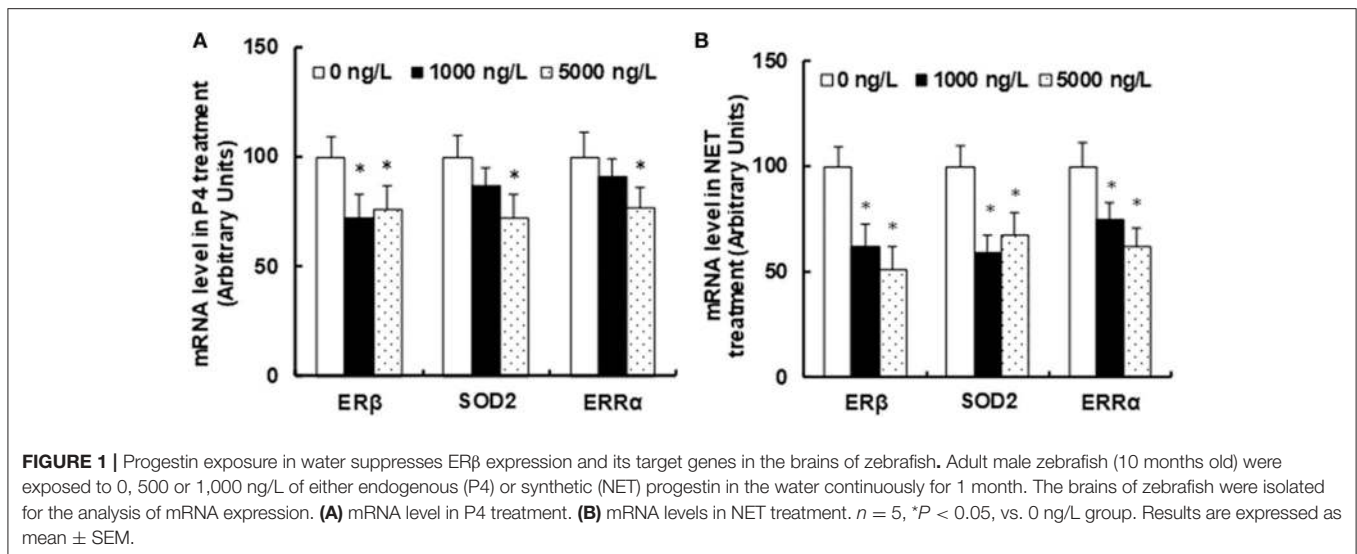 A
150
100
50
0
mRNA level in P4 treatment
(Arbitrary Units)
0 ng/L 1000 ng/L 5000 ng/L
* *
*
*
ERβ SOD2 ERRα
B
150
100
50
0
mRNA level in NET
treatment (Arbitrary Units)
0 ng/L 1000 ng/L 5000 ng/L
* *
* *
* *
ERβ SOD2 ERRα
FIGURE 1 | Progestin exposure in water suppresses ERβ expression and its target genes in the brains of zebrafish. Adult male zebrafish (10 months old) were
exposed to 0, 500 or 1,000 ng/L of either endogenous (P4) or synthetic (NET) progestin in the water continuously for 1 month. The brains of zebrafish were isolated
for the analysis of mRNA expression. (A) mRNA level in P4 treatment. (B) mRNA levels in NET treatment. n = 5, *P < 0.05, vs. 0 ng/L group. Results are expressed as
mean ± SEM.